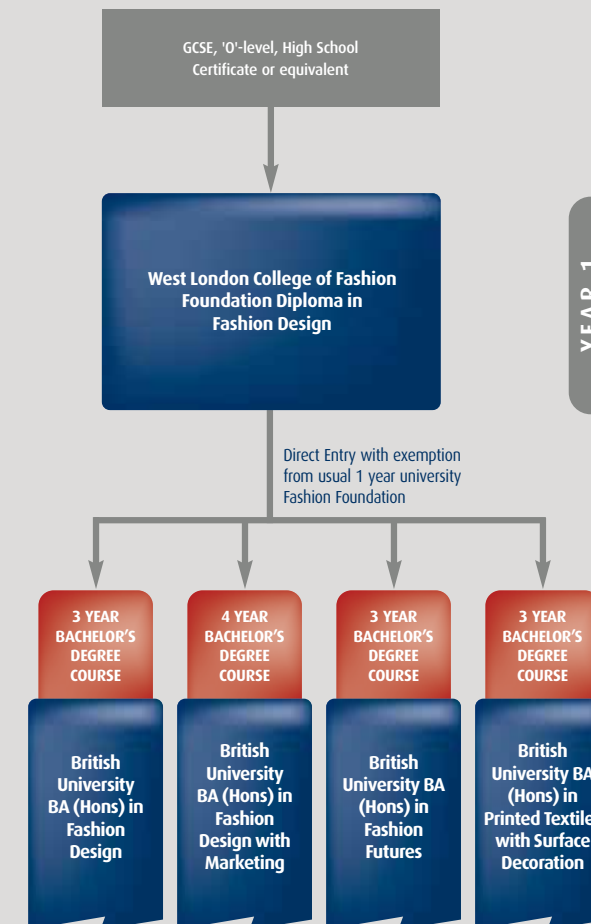 GCSE, 'O'-level, High School
Certificate or equivalent
West London College of Fashion
Foundation Diploma in
Fashion Design
YEAR 1
Direct Entry with exemption
from usual 1 year university
Fashion Foundation
3 YEAR
BACHELOR'S
DEGREE
COURSE
4 YEAR
BACHELOR'S
DEGREE
COURSE
3 YEAR
BACHELOR'S
DEGREE
COURSE
3 YEAR
BACHELOR'S
DEGREE
COURSE
British
University
BA (Hons) in
Fashion
Design
British
University
BA (Hons) in
Fashion
Design with
Marketing
British
University BA
(Hons) in
Fashion
Futures
British
University BA
(Hons) in
Printed Textile
with Surface
Decoration